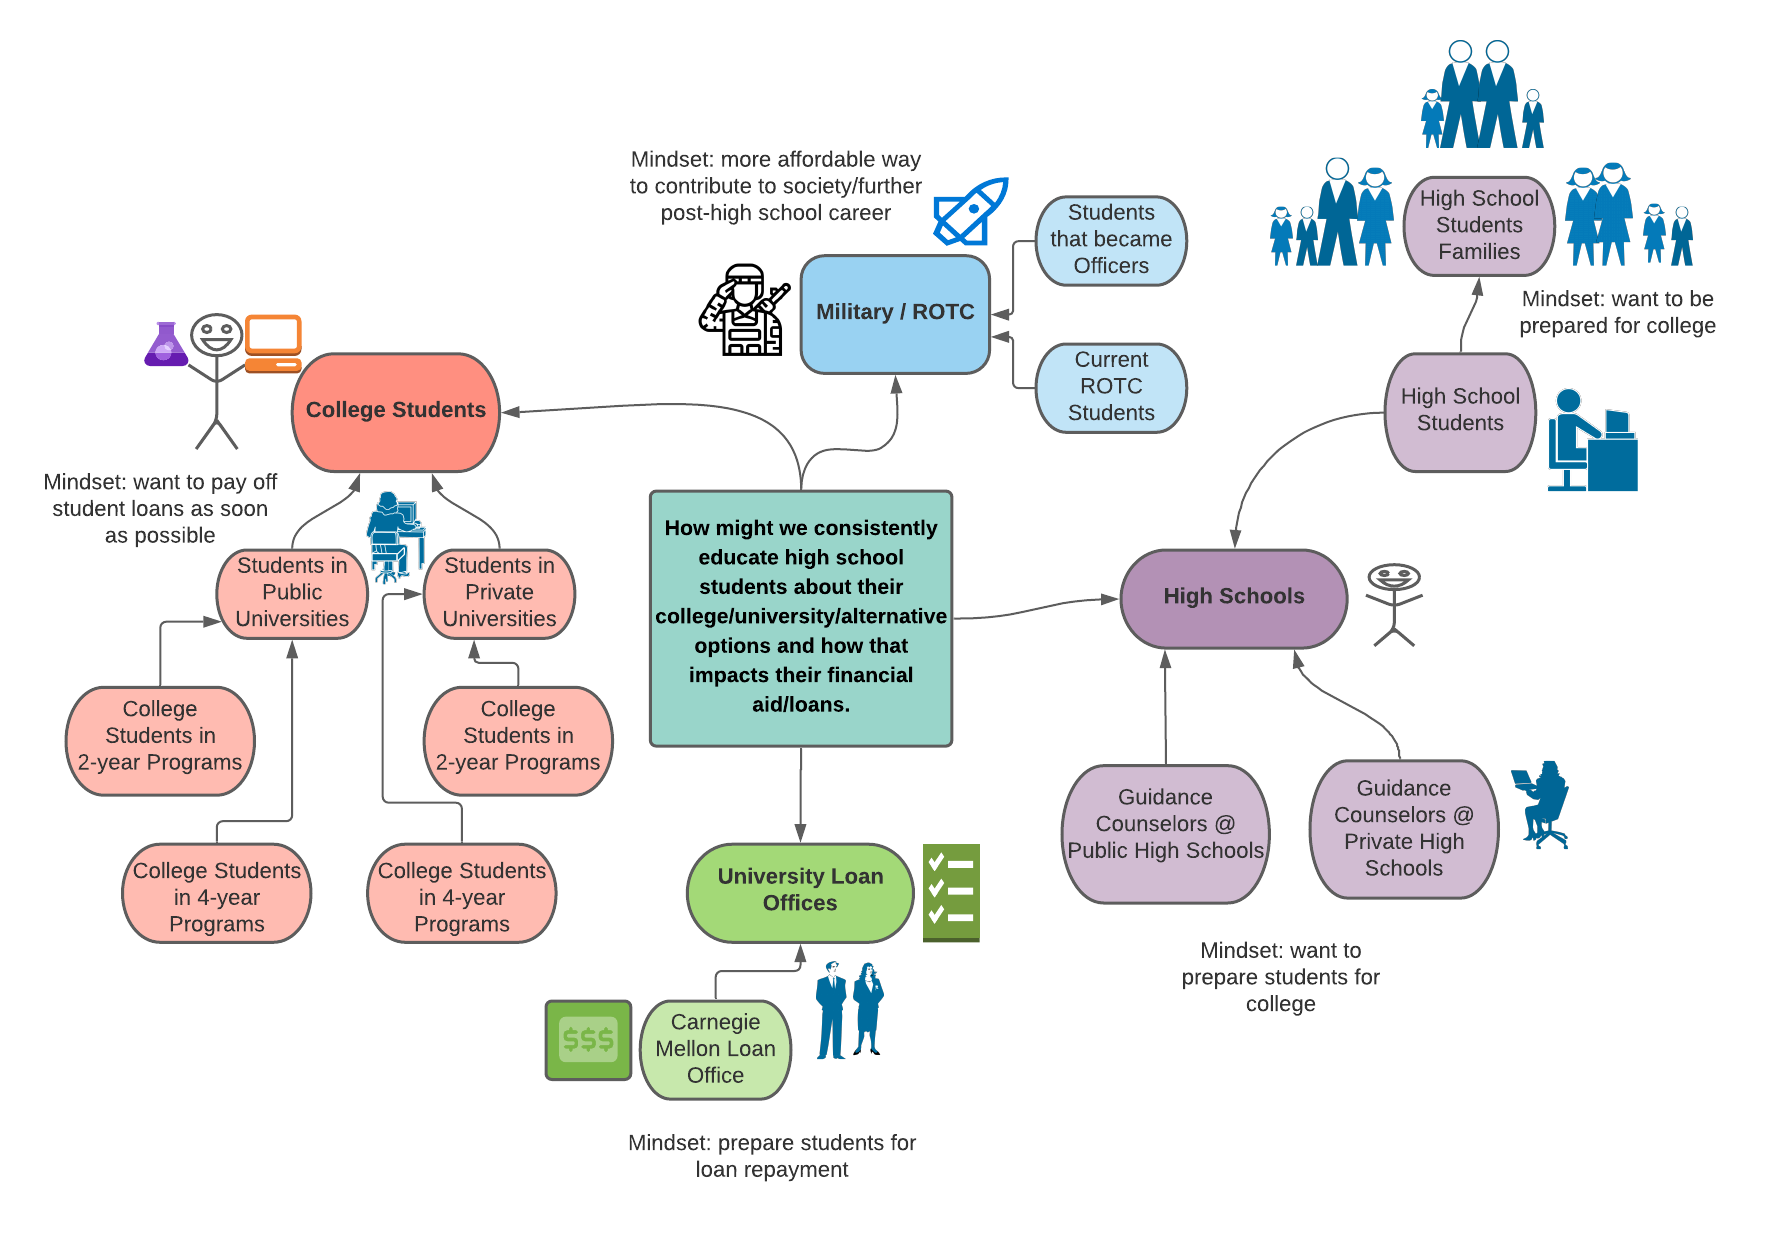 Mindset: more affordable way
to contribute to society/further
post-high school career
Students
that became
Officers
High School
Students
Families
Mindset: want to be
prepared for college
Military / ROTC
Current
ROTC
Students
High School
Students
College Students
Mindset: want to pay off
student loans as soon
as possible
Students in
Public
Universities
Students in
Private
Universities
How might we consistently
educate high school
students about their
college/university/alternative
options and how that
impacts their financial
aid/loans.
High Schools
College
Students in
2-year Programs
College
Students in
2-year Programs
College Students
in 4-year
Programs
College Students
in 4-year
Programs
University Loan
Offices
Guidance
Counselors @
Public High Schools
Guidance
Counselors @
Private High
Schools
Mindset: want to
prepare students for
college
$$$
Carnegie
Mellon Loan
Office
Mindset: prepare students for
loan repayment